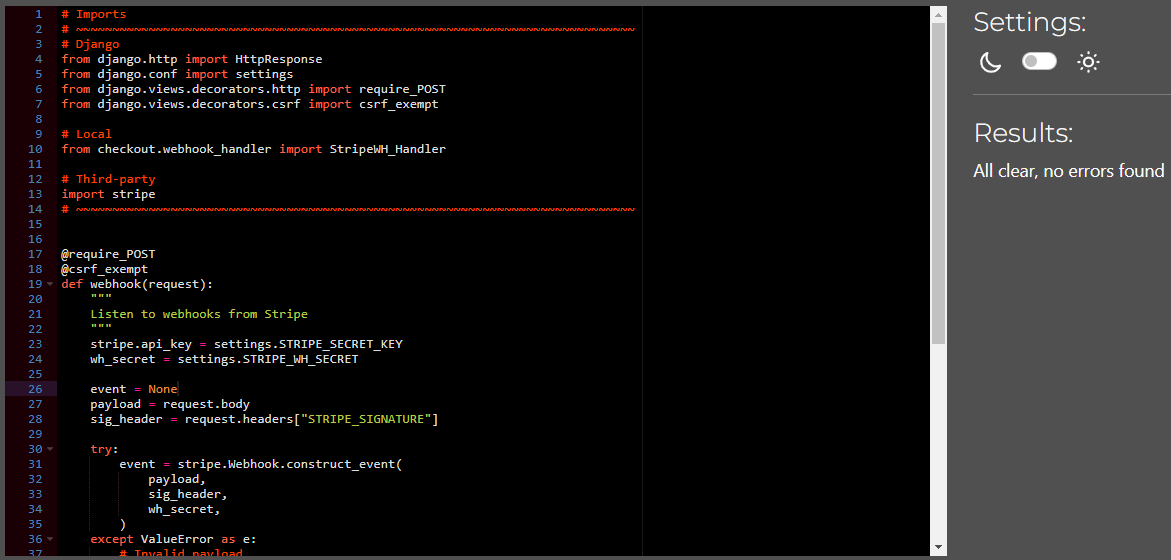 1 # Imports
2 # ~~~~~~~~~~~~~~~~~~~~~~~~~~~~~~~~~~~~~~~~~~~~~~~~~~~~~~~~~~~~~~~~~~~~~~~~~~~~~
3 # Django
4 from django.http import HttpResponse
5 from django.conf import settings
6 from django.views.decorators.http import require_POST
7 from django.views.decorators.csrf import csrf_exempt
8
9 # Local
10 from checkout.webhook_handler import StripeWH_Handler
11
12 # Third-party
13 import stripe
14 # ~~~~~~~~~~~~~~~~~~~~~~~~~~~~~~~~~~~~~~~~~~~~~~~~~~~~~~~~~~~~~~~~~~~~~~~~~~~~~
15
16
17 @require_POST
18 @csrf_exempt
19 def webhook(request):
20     """
21     Listen to webhooks from Stripe
22     """
23     stripe.api_key = settings.STRIPE_SECRET_KEY
24     wh_secret = settings.STRIPE_WH_SECRET
25
26     event = None
27     payload = request.body
28     sig_header = request.headers["STRIPE_SIGNATURE"]
29
30     try:
31         event = stripe.Webhook.construct_event(
32             payload,
33             sig_header,
34             wh_secret,
35         )
36     except ValueError as e:
37         # Invalid payload
Settings:
Results:
All clear, no errors found